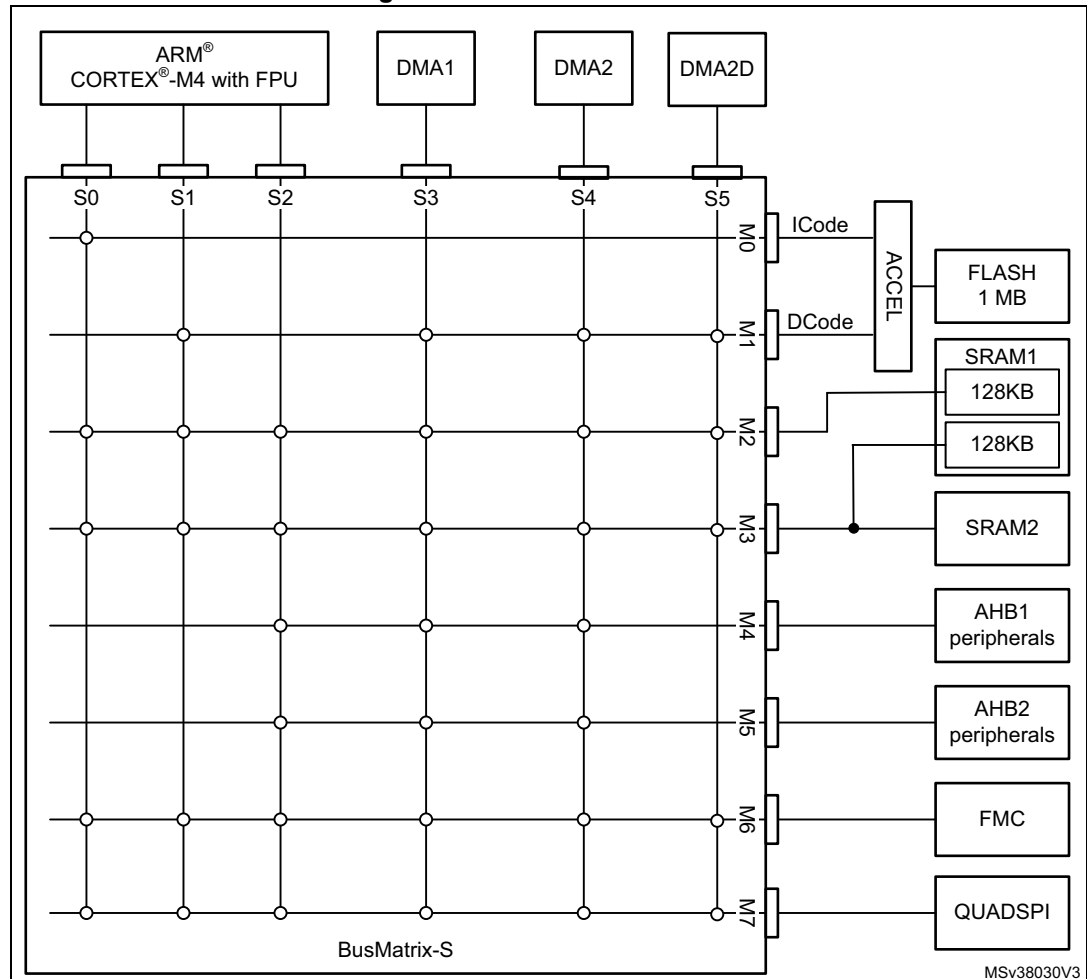 ARM®
CORTEX®-M4 with FPU
DMA1
DMA2
DMA2D
S0
S1
S2
S3
S4
S5
M0
ICode
ACCEL
FLASH
1 MB
M1
DCode
SRAM1
128KB
M2
128KB
M3
SRAM2
M4
AHB1
peripherals
M5
AHB2
peripherals
M6
FMC
M7
QUADSPI
BusMatrix-S
MSv38030V3